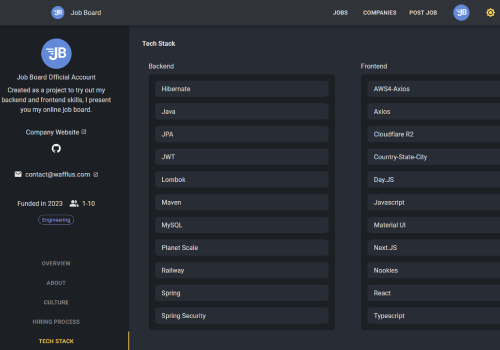 JB Job Board
JOBS COMPANIES POST JOB JB
JB
Job Board Official Account
Created as a project to try out my
backend and frontend skills, I present
you my online job board.
Company Website
contact@wafflus.com
Funded in 2023 1-10
Engineering
OVERVIEW
ABOUT
CULTURE
HIRING PROCESS
TECH STACK
Tech Stack
Backend
Hibernate
Java
JPA
JWT
Lombok
Maven
MySQL
Planet Scale
Railway
Spring
Spring Security
Frontend
AWS4-Axios
Axios
Cloudflare R2
Country-State-City
Day.JS
Javascript
Material UI
Next.JS
Nookies
React
Typescript